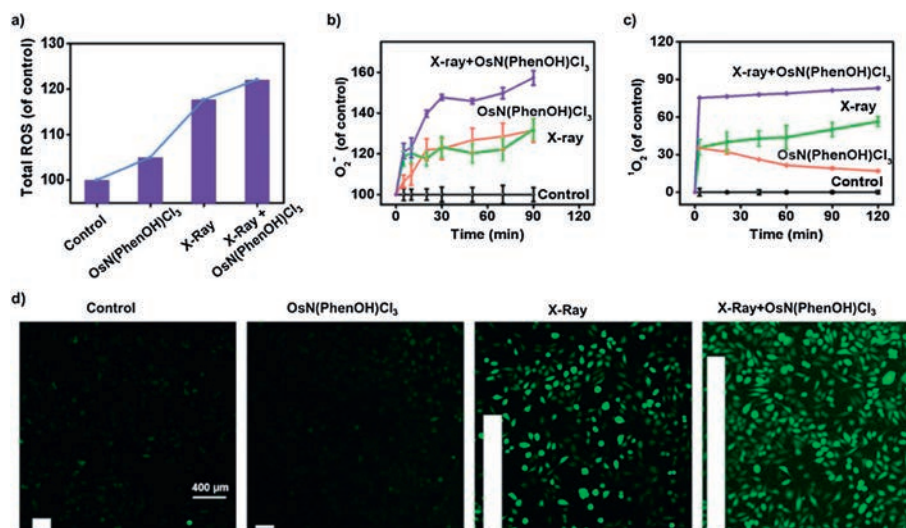 a)
Total ROS (of control)
130
120
110
100
Control
OsN(PhenOH)Cl₃
X-Ray
X-Ray +
OsN(PhenOH)Cl₃
b)
O₂⁻ (of control)
160
140
120
100
X-ray+OsN(PhenOH)Cl₃
OsN(PhenOH)Cl₃
X-ray
Control
0 30 60 90 120
Time (min)
c)
¹O₂ (of control)
120
90
60
30
0
X-ray+OsN(PhenOH)Cl₃
X-ray
OsN(PhenOH)Cl₃
Control
0 30 60 90 120
Time (min)
d)
Control OsN(PhenOH)Cl₃ X-Ray X-Ray+OsN(PhenOH)Cl₃
400 µm